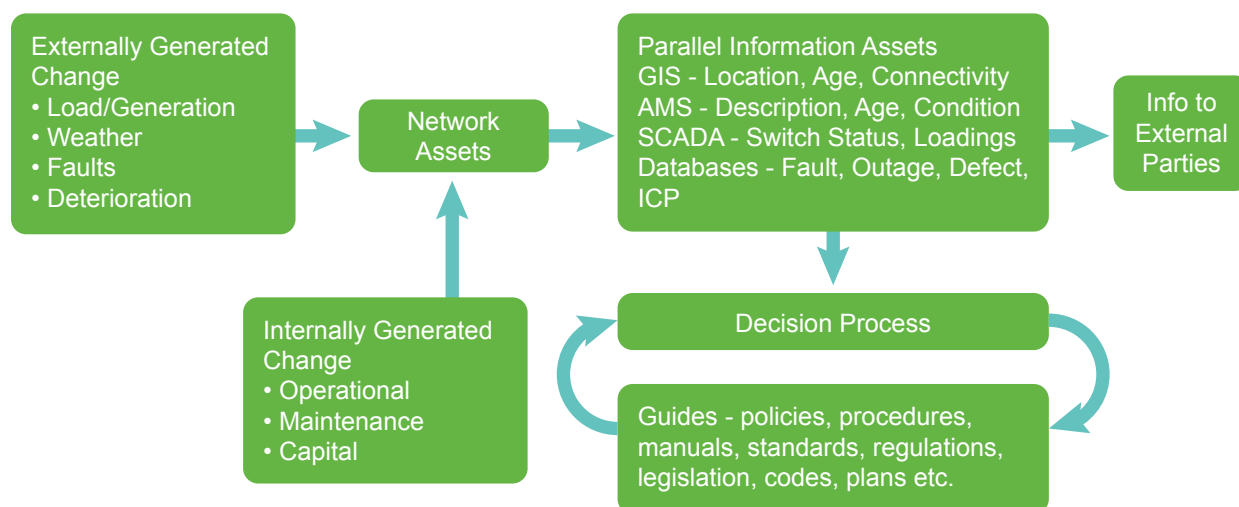 Externally Generated
Change
• Load/Generation
• Weather
• Faults
• Deterioration
Network
Assets
Parallel Information Assets
GIS - Location, Age, Connectivity
AMS - Description, Age, Condition
SCADA - Switch Status, Loadings
Databases - Fault, Outage, Defect,
ICP
Info to
External
Parties
Internally Generated
Change
• Operational
• Maintenance
• Capital
Decision Process
Guides - policies, procedures,
manuals, standards, regulations,
legislation, codes, plans etc.